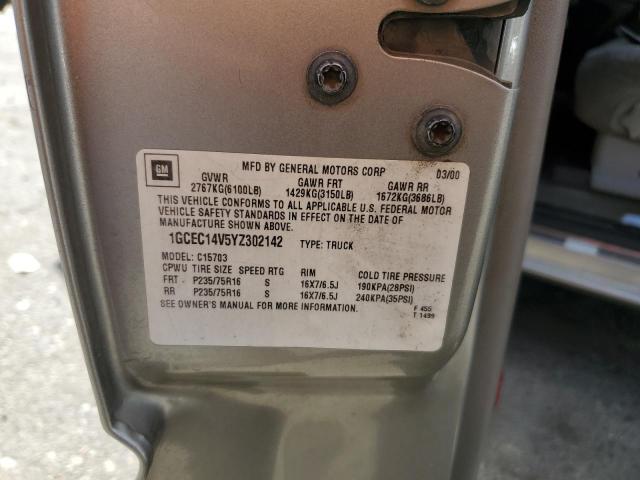 GM
MFD BY GENERAL MOTORS CORP 03/00
GVWR GAWR FRT GAWR RR
2767KG(6100LB) 1429KG(3150LB) 1672KG(3686LB)
THIS VEHICLE CONFORMS TO ALL APPLICABLE U.S. FEDERAL MOTOR
VEHICLE SAFETY STANDARDS IN EFFECT ON THE DATE OF
MANUFACTURE SHOWN ABOVE.
1GCEC14V5YZ302142 TYPE: TRUCK
MODEL: C15703
CPWU TIRE SIZE SPEED RTG RIM COLD TIRE PRESSURE
FRT - P235/75R16 S 16X7/6.5J 190KPA(28PSI)
RR - P235/75R16 S 16X7/6.5J 240KPA(35PSI)
SEE OWNER'S MANUAL FOR MORE INFORMATION.
F 455
T 1499